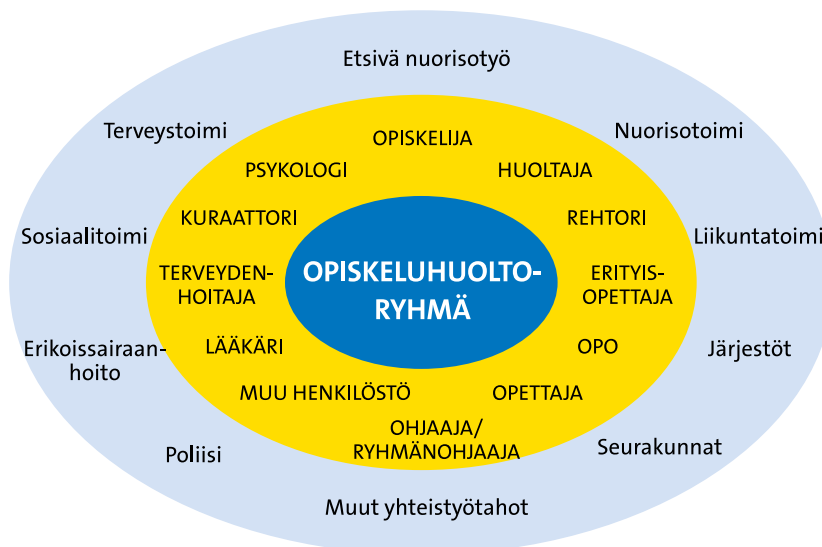 Etsivä nuorisotyö
Terveystoimi
Nuorisotoimi
OPISKELIJA
PSYKOLOGI
HUOLTAJA
KURAATTORI
REHTORI
Sosiaalitoimi
Liikuntatoimi
OPISKELUHUOLTO-
RYHMÄ
TERVEYDEN-
HOITAJA
ERITYIS-
OPETTAJA
Erikoissairaan-
hoito
LÄÄKÄRI
OPO
Järjestöt
MUU HENKILÖSTÖ
OPETTAJA
OHJAAJA/
RYHMÄNOHJAAJA
Poliisi
Seurakunnat
Muut yhteistyötahot